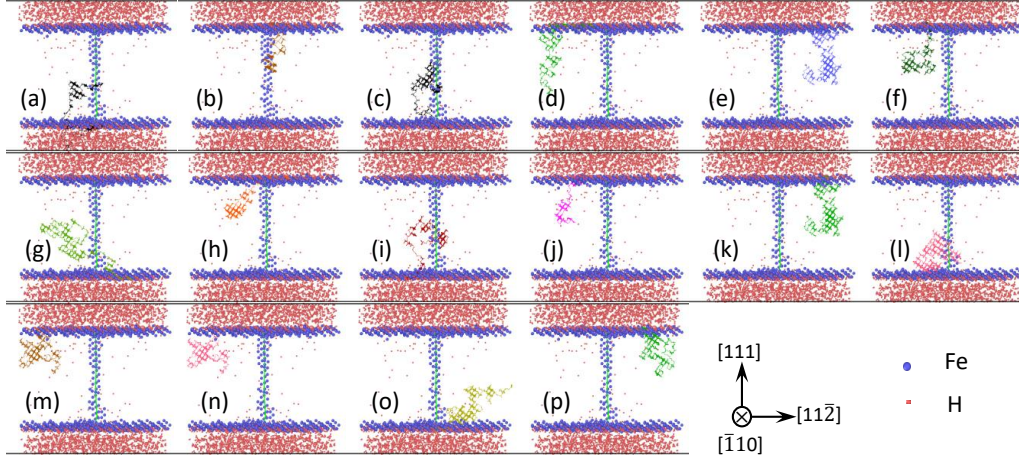 (a) (b) (c) (d) (e) (f)
(g) (h) (i) (j) (k) (l)
(m) (n) (o) (p)
[111]
[112̄]
[1̄10]
Fe
H